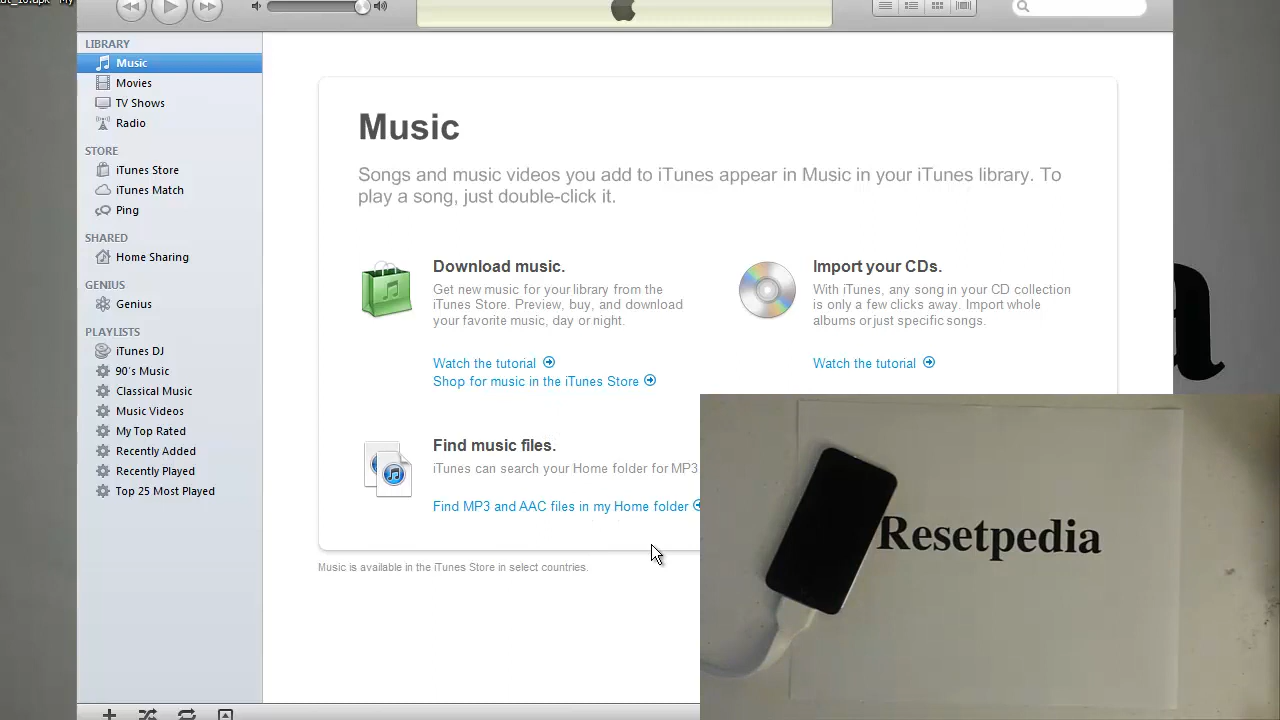 LIBRARY
Music
Movies
TV Shows
Radio
STORE
iTunes Store
iTunes Match
Ping
SHARED
Home Sharing
GENIUS
Genius
PLAYLISTS
iTunes DJ
90's Music
Classical Music
Music Videos
My Top Rated
Recently Added
Recently Played
Top 25 Most Played
Music
Songs and music videos you add to iTunes appear in Music in your iTunes library. To
play a song, just double-click it.
Download music.
Get new music for your library from the
iTunes Store. Preview, buy, and download
your favorite music, day or night.
Watch the tutorial
Shop for music in the iTunes Store
Import your CDs.
With iTunes, any song in your CD collection
is only a few clicks away. Import whole
albums or just specific songs.
Watch the tutorial
Find music files.
iTunes can search your Home folder for MP3
Find MP3 and AAC files in my Home folder
Music is available in the iTunes Store in select countries.
Resetpedia
a